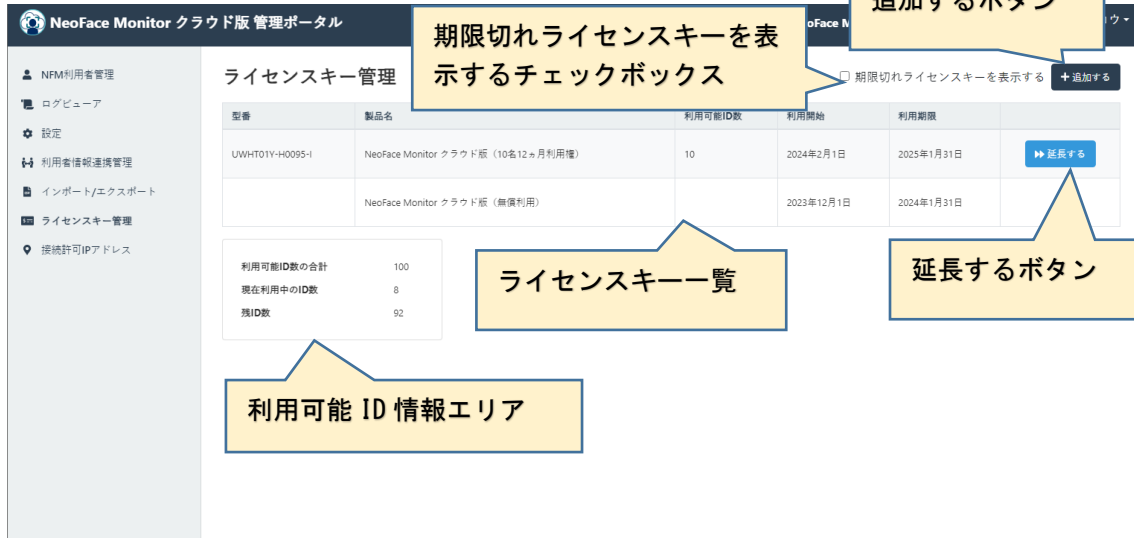 NeoFace Monitor クラウド版 管理ポータル
追加するボタン
期限切れライセンスキーを表
示するチェックボックス
NFM利用者管理
ログビューア
設定
利用者情報連携管理
インポート/エクスポート
ライセンスキー管理
接続許可IPアドレス
ライセンスキー管理
期限切れライセンスキーを表示する
+追加する
型番 製品名 利用可能ID数 利用開始 利用期限
UWHT01Y-H0095-I NeoFace Monitor クラウド版（10名12ヵ月利用権） 10 2024年2月1日 2025年1月31日 延長する
NeoFace Monitor クラウド版（無償利用） 2023年12月1日 2024年1月31日
利用可能ID数の合計 100
現在利用中のID数 8
残ID数 92
ライセンスキー一覧
延長するボタン
利用可能 ID 情報エリア